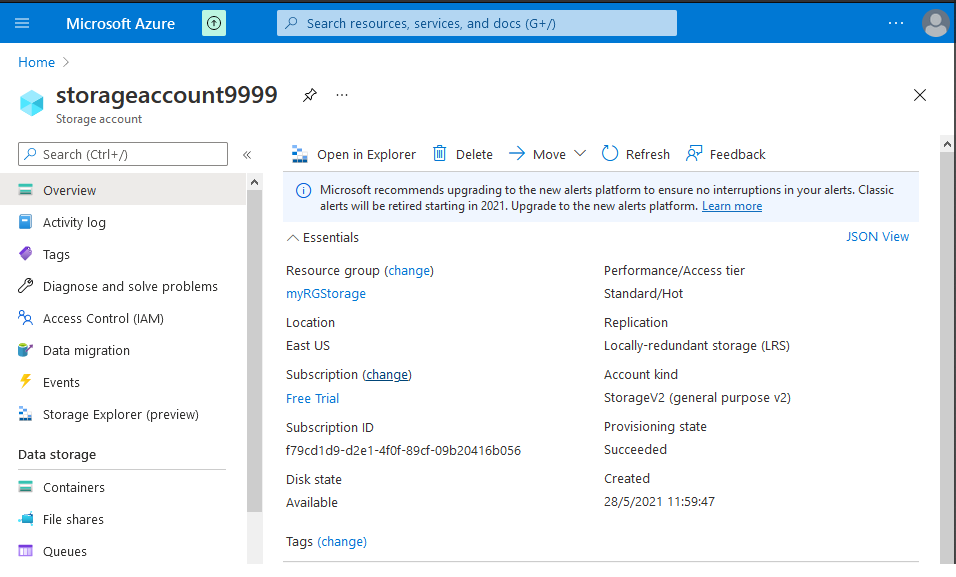 Microsoft Azure
Search resources, services, and docs (G+/)
Home
storageaccount9999
Storage account
Search (Ctrl+/)
Overview
Activity log
Tags
Diagnose and solve problems
Access Control (IAM)
Data migration
Events
Storage Explorer (preview)
Data storage
Containers
File shares
Queues
Open in Explorer
Delete
Move
Refresh
Feedback
Microsoft recommends upgrading to the new alerts platform to ensure no interruptions in your alerts. Classic
alerts will be retired starting in 2021. Upgrade to the new alerts platform. Learn more
Essentials
JSON View
Resource group (change)
myRGStorage
Location
East US
Subscription (change)
Free Trial
Subscription ID
f79cd1d9-d2e1-4f0f-89cf-09b20416b056
Disk state
Available
Performance/Access tier
Standard/Hot
Replication
Locally-redundant storage (LRS)
Account kind
StorageV2 (general purpose v2)
Provisioning state
Succeeded
Created
28/5/2021 11:59:47
Tags (change)